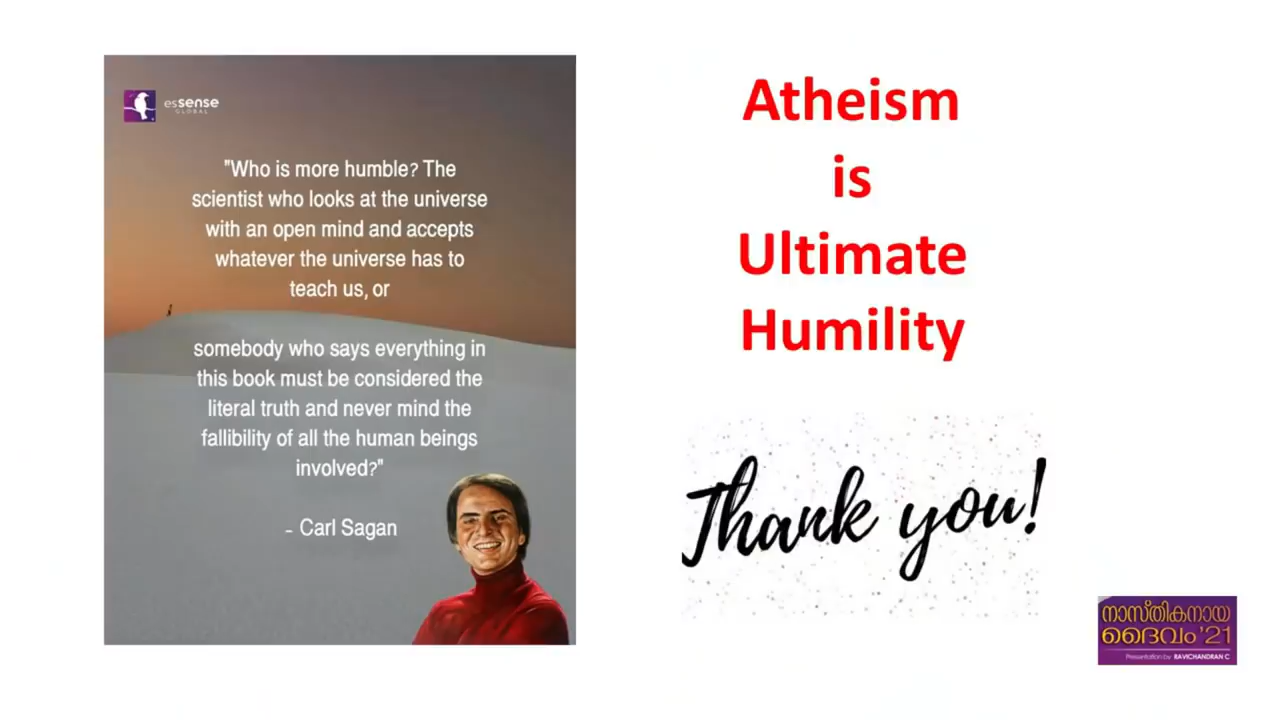 essense
GLOBAL
"Who is more humble? The
scientist who looks at the universe
with an open mind and accepts
whatever the universe has to
teach us, or
somebody who says everything in
this book must be considered the
literal truth and never mind the
fallibility of all the human beings
involved?"
- Carl Sagan
Atheism
is
Ultimate
Humility
Thank you!
നാസ്തികനായ
ദൈവം '21
Presentation by RAVICHANDRAN C